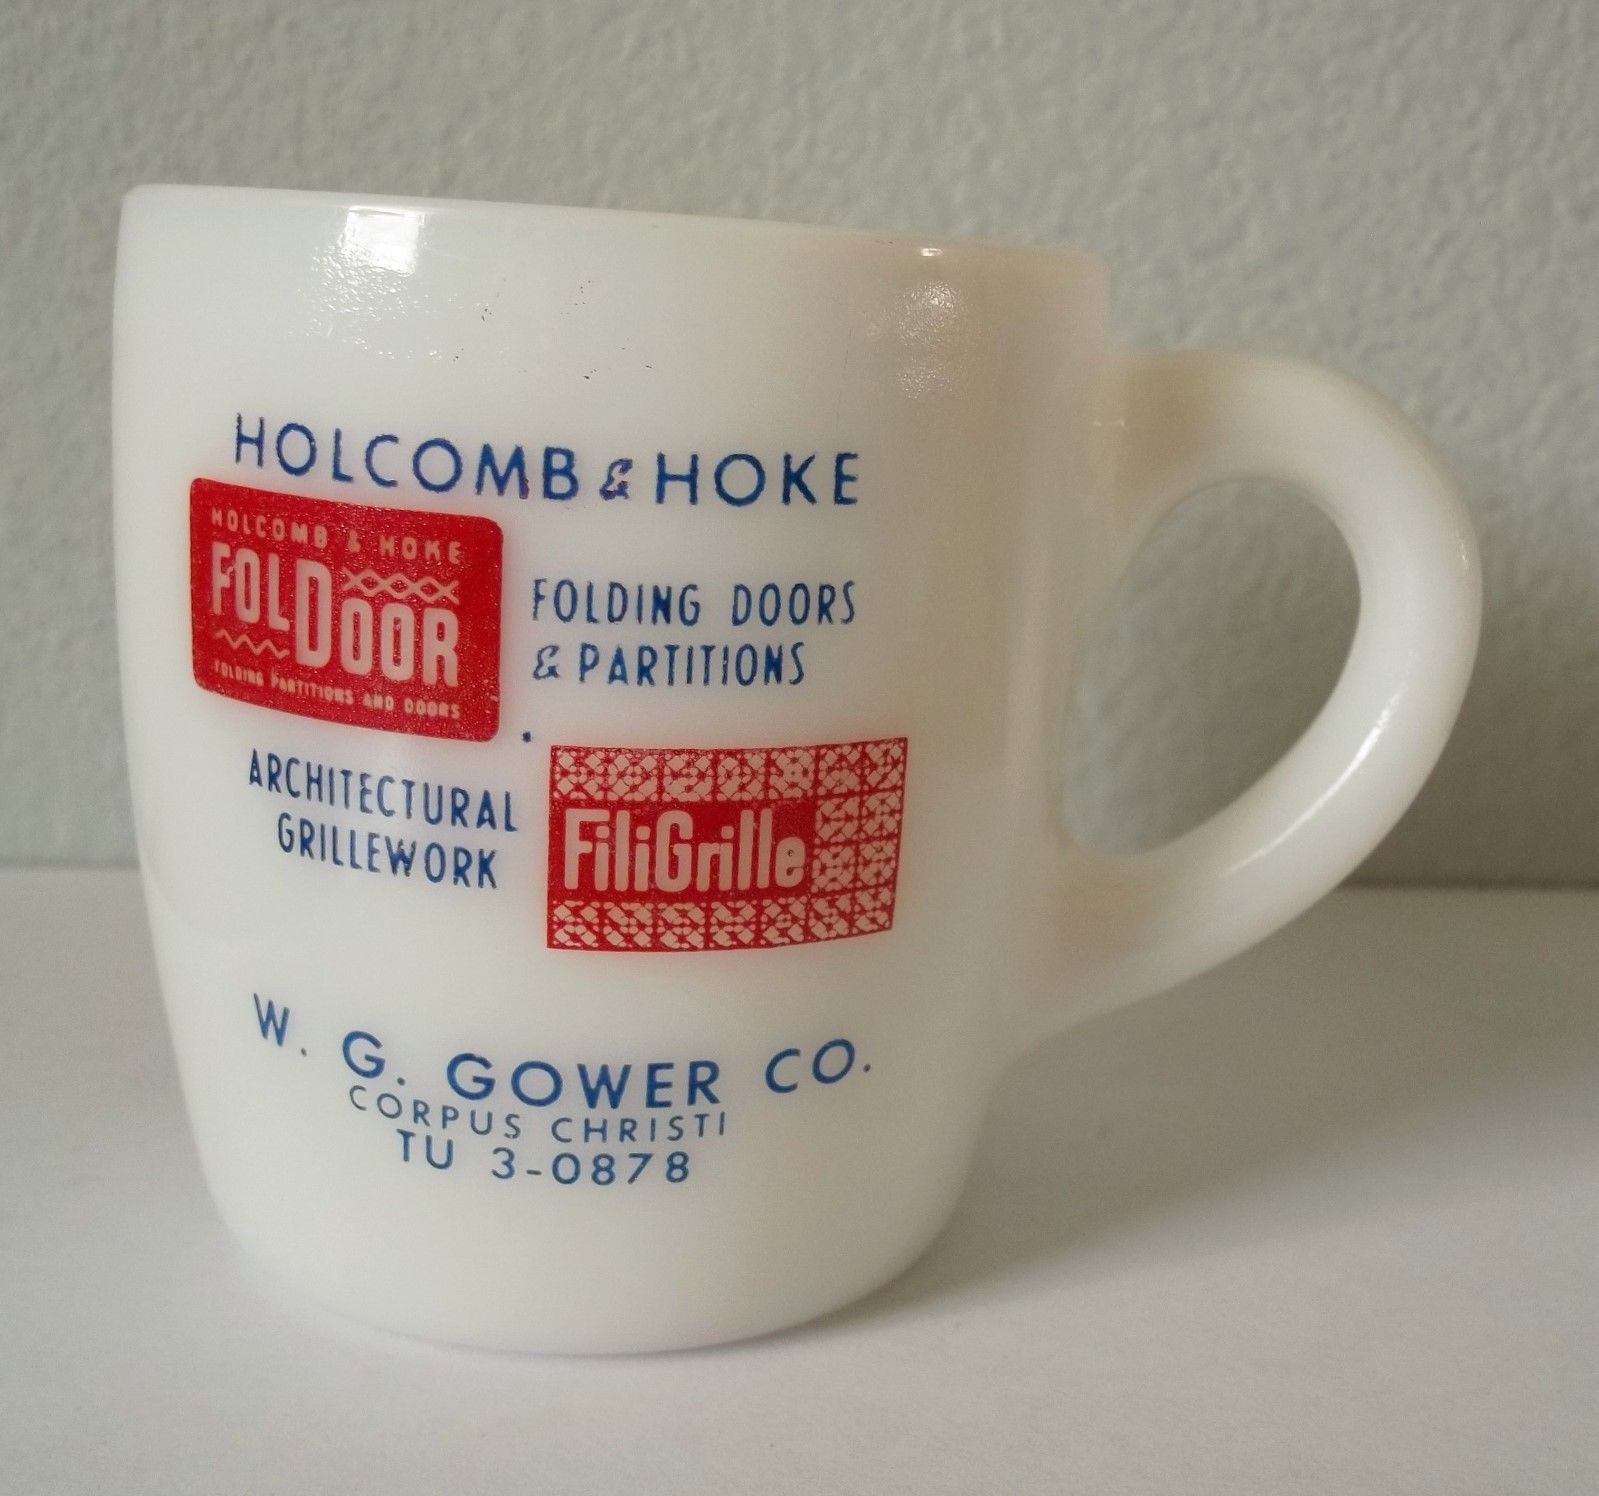 HOLCOMB & HOKE
HOLCOMB & HOKE
FOLDOOR
FOLDING PARTITIONS AND DOORS
FOLDING DOORS
& PARTITIONS
ARCHITECTURAL
GRILLEWORK
FiliGrille
W. G. GOWER CO.
CORPUS CHRISTI
TU 3-0878